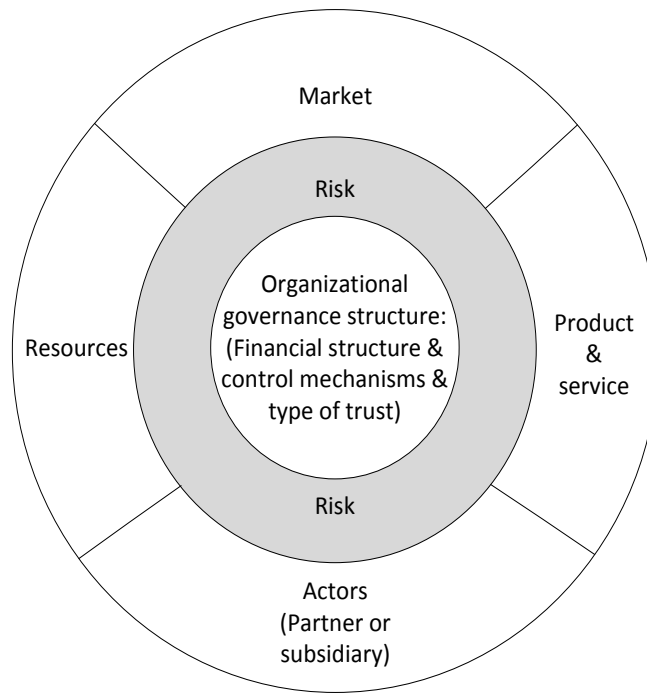 Market
Risk
Organizational
governance structure:
(Financial structure &
control mechanisms &
type of trust)
Resources
Product
&
service
Risk
Actors
(Partner or
subsidiary)